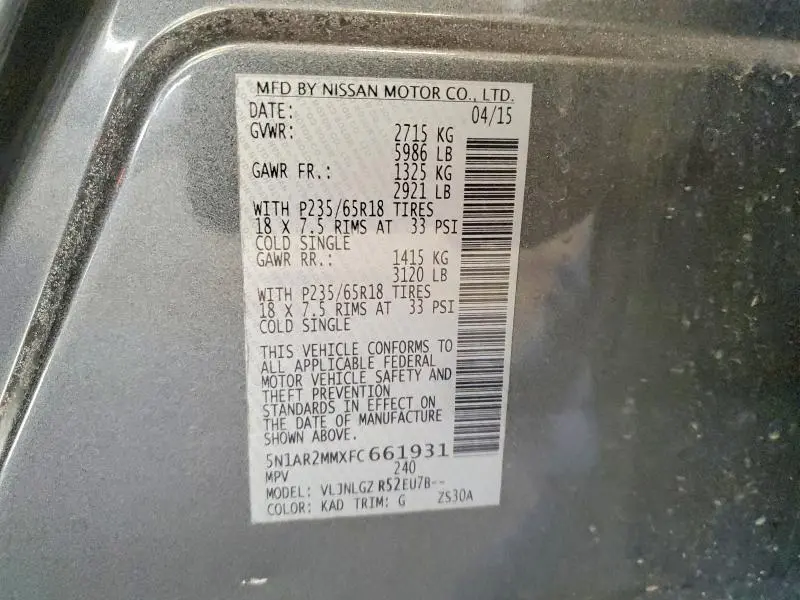 MFD BY NISSAN MOTOR CO., LTD.
DATE: 04/15
GVWR: 2715 KG
5986 LB
GAWR FR.: 1325 KG
2921 LB
WITH P235/65R18 TIRES
18 X 7.5 RIMS AT 33 PSI
COLD SINGLE
GAWR RR.: 1415 KG
3120 LB
WITH P235/65R18 TIRES
18 X 7.5 RIMS AT 33 PSI
COLD SINGLE
THIS VEHICLE CONFORMS TO
ALL APPLICABLE FEDERAL
MOTOR VEHICLE SAFETY AND
THEFT PREVENTION
STANDARDS IN EFFECT ON
THE DATE OF MANUFACTURE
SHOWN ABOVE.
5N1AR2MMXFC661931
MPV 240
MODEL: VLJNLGZ R52EU7B--
COLOR: KAD TRIM: G ZS30A